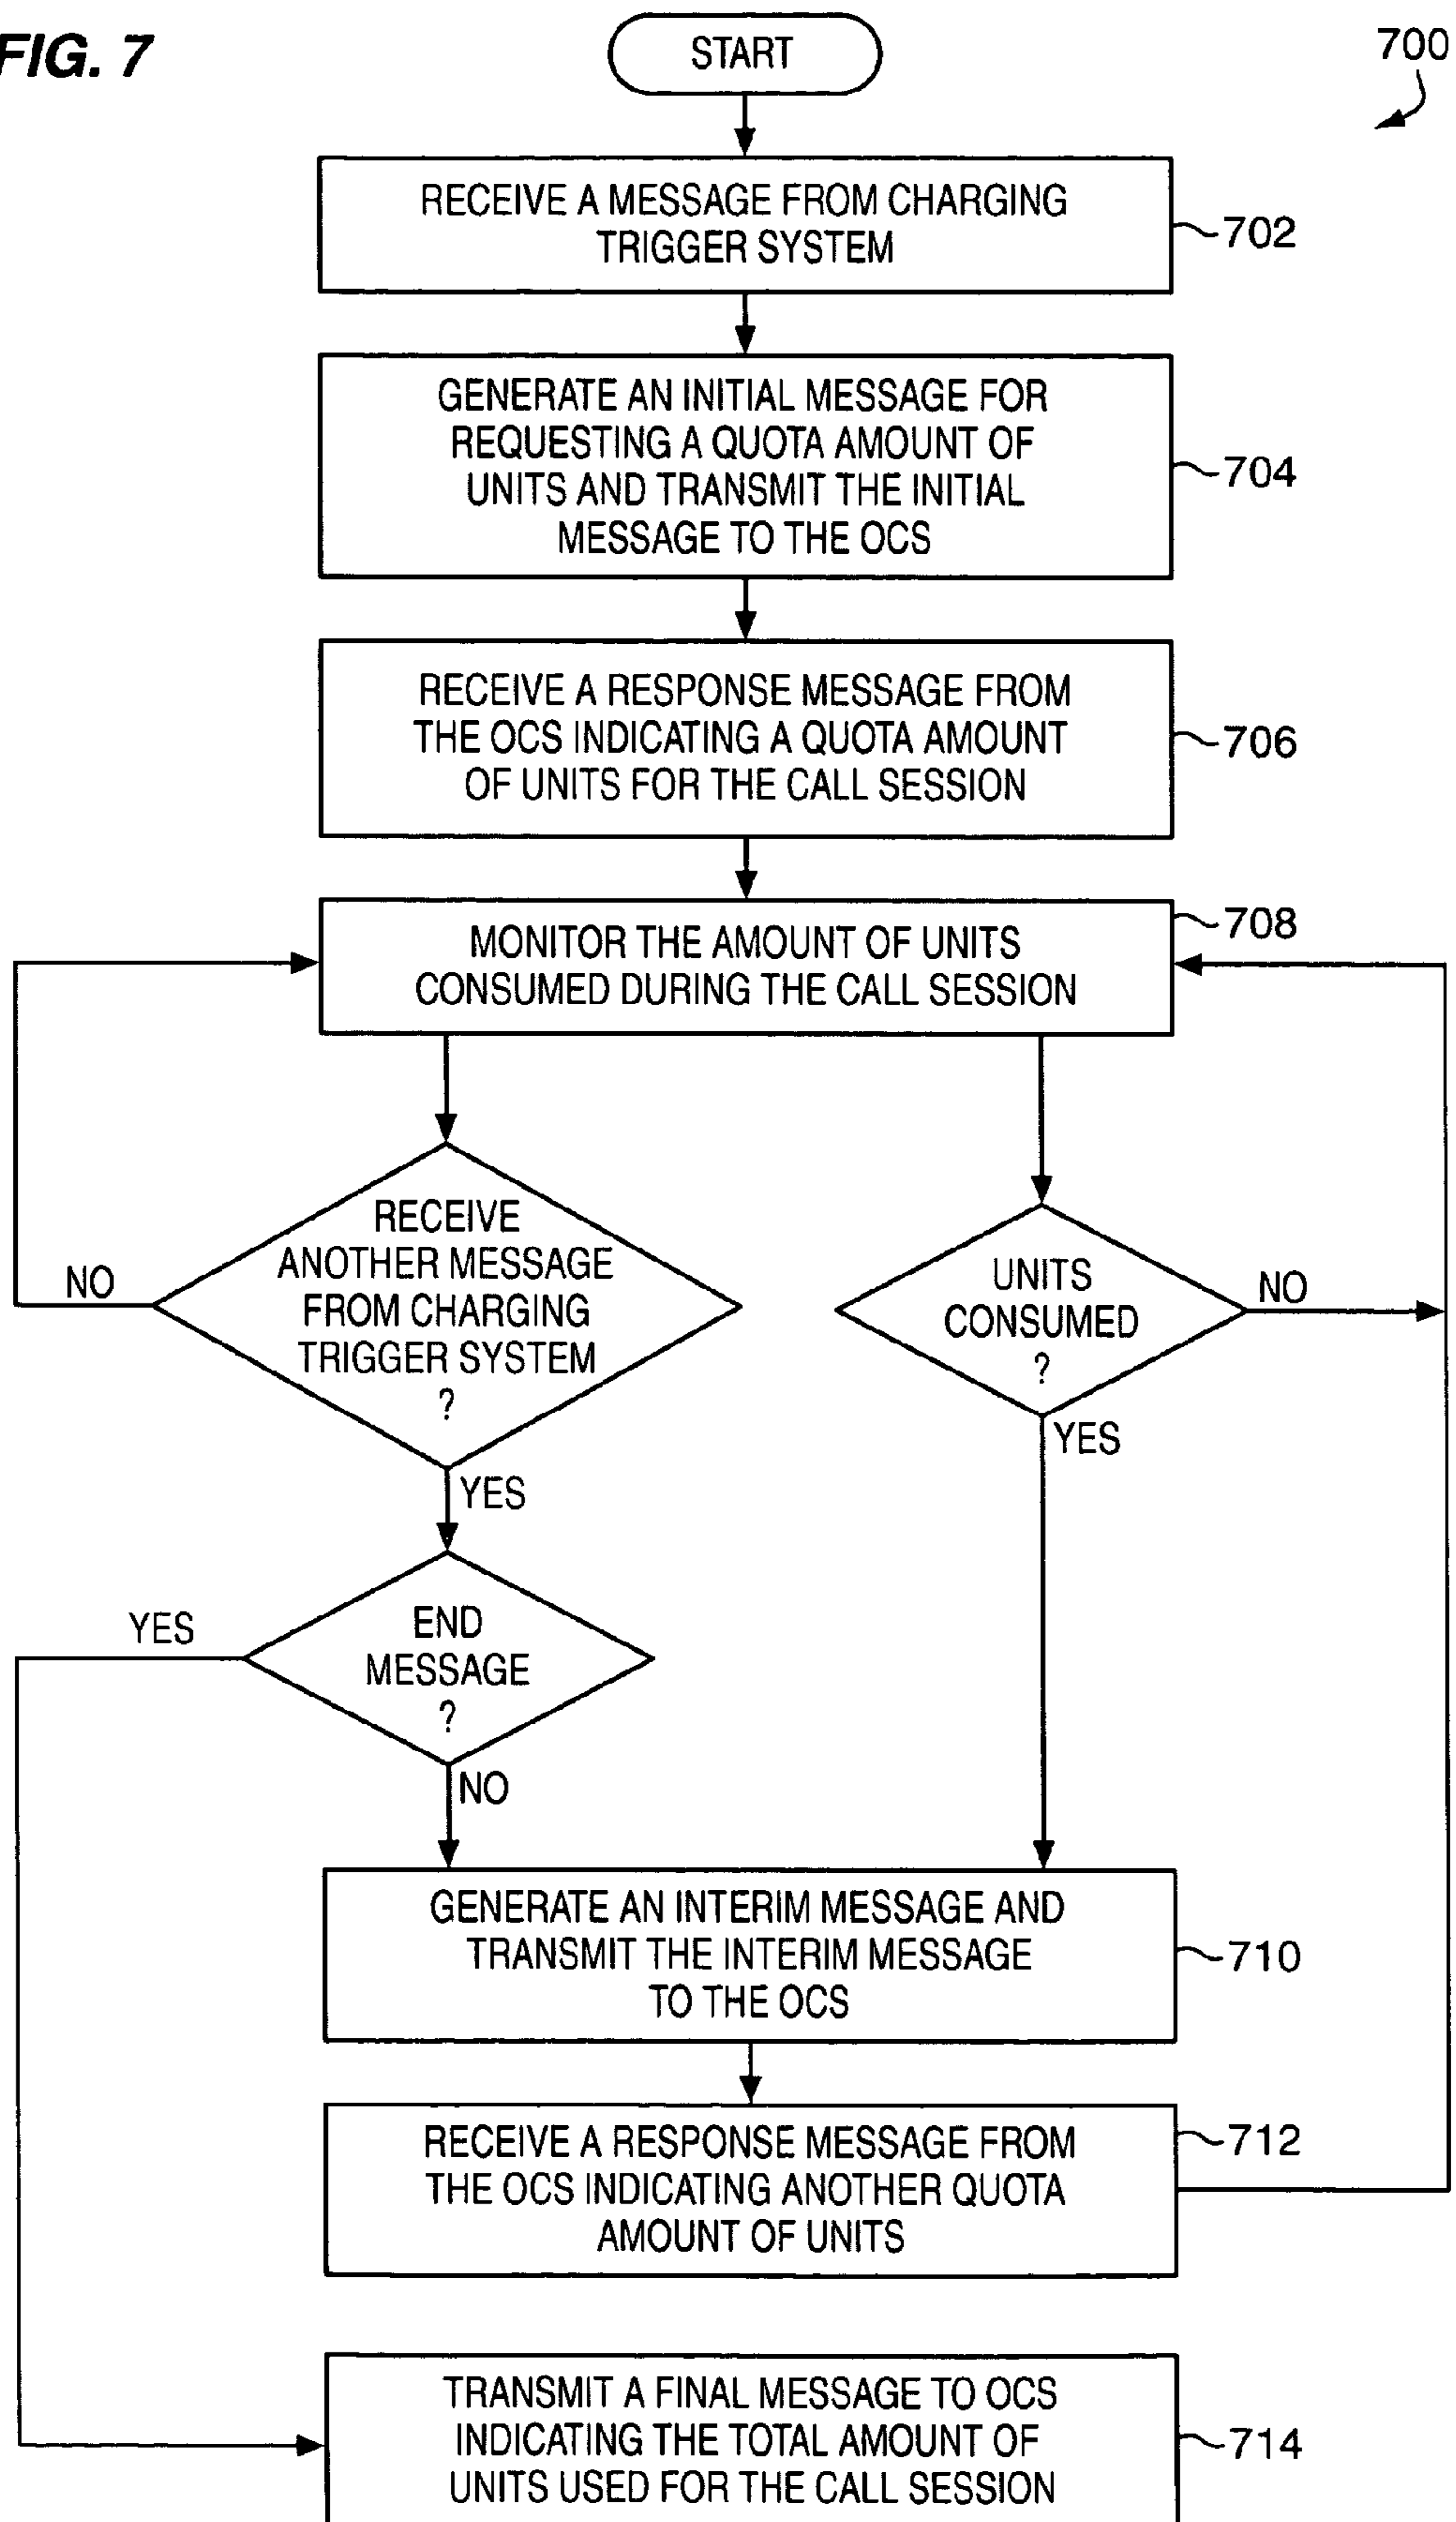 FIG. 7
START
700
RECEIVE A MESSAGE FROM CHARGING
TRIGGER SYSTEM
702
GENERATE AN INITIAL MESSAGE FOR
REQUESTING A QUOTA AMOUNT OF
UNITS AND TRANSMIT THE INITIAL
MESSAGE TO THE OCS
704
RECEIVE A RESPONSE MESSAGE FROM
THE OCS INDICATING A QUOTA AMOUNT
OF UNITS FOR THE CALL SESSION
706
MONITOR THE AMOUNT OF UNITS
CONSUMED DURING THE CALL SESSION
708
RECEIVE
ANOTHER MESSAGE
FROM CHARGING
TRIGGER SYSTEM
?
NO
YES
UNITS
CONSUMED
?
NO
YES
END
MESSAGE
?
YES
NO
GENERATE AN INTERIM MESSAGE AND
TRANSMIT THE INTERIM MESSAGE
TO THE OCS
710
RECEIVE A RESPONSE MESSAGE FROM
THE OCS INDICATING ANOTHER QUOTA
AMOUNT OF UNITS
712
TRANSMIT A FINAL MESSAGE TO OCS
INDICATING THE TOTAL AMOUNT OF
UNITS USED FOR THE CALL SESSION
714